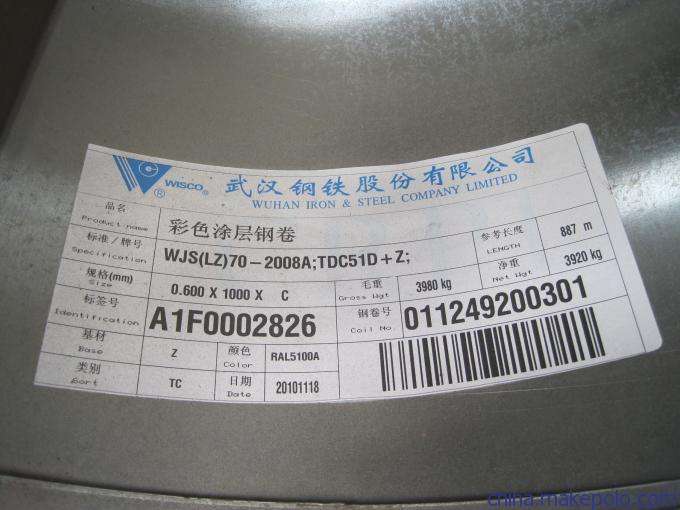 WISCO ® 武汉钢铁股份有限公司
WUHAN IRON & STEEL COMPANY LIMITED
品名 彩色涂层钢卷
Product name
标准/牌号 WJS(LZ)70-2008A;TDC51D+Z; 参考长度 887 m
Specification LENGTH
规格(mm) 0.600 X 1000 X C 毛重 3980 kg 净重 3920 kg
Size Gross Wgt Net Wgt
标签号 A1F0002826 钢卷号 011249200301
Identification Coil No.
基材 Z 颜色 RAL5100A
Base Color
类别 TC 日期 20101118
Sort Date
china.makepolo.com